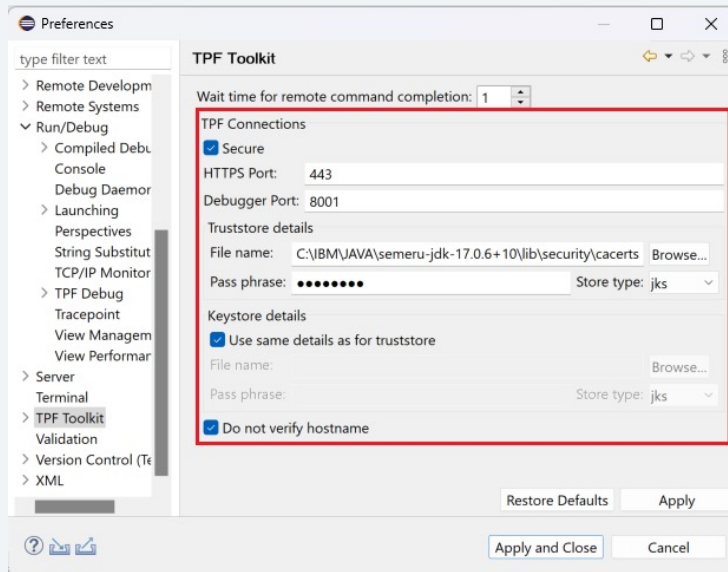 Preferences
type filter text
Remote Developm
Remote Systems
Run/Debug
Compiled Debu
Console
Debug Daemor
Launching
Perspectives
String Substitut
TCP/IP Monitor
TPF Debug
Tracepoint
View Managem
View Performar
Server
Terminal
TPF Toolkit
Validation
Version Control (Te
XML
TPF Toolkit
Wait time for remote command completion: 1
TPF Connections
Secure
HTTPS Port: 443
Debugger Port: 8001
Truststore details
File name: C:\IBM\JAVA\semeru-jdk-17.0.6+10\lib\security\cacerts Browse...
Pass phrase: ●●●●●●●● Store type: jks
Keystore details
Use same details as for truststore
File name: Browse...
Pass phrase: Store type: jks
Do not verify hostname
Restore Defaults Apply
Apply and Close Cancel